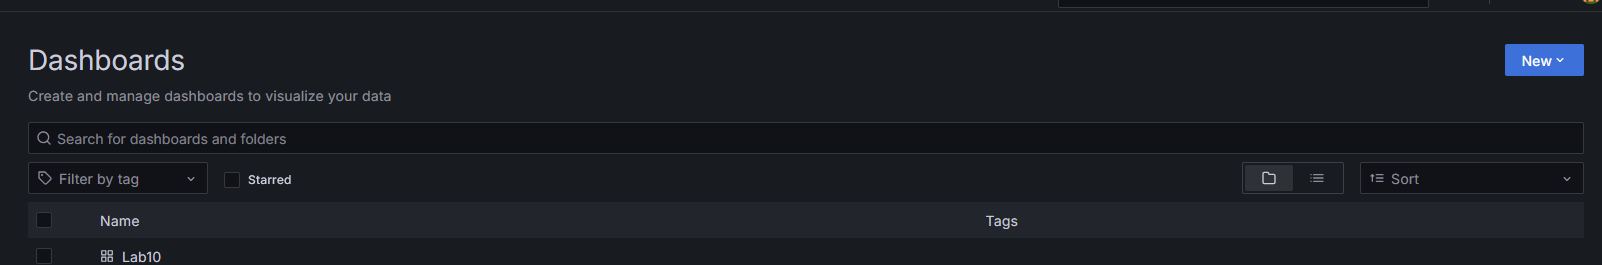 Dashboards
New
Create and manage dashboards to visualize your data
Search for dashboards and folders
Filter by tag
Starred
Sort
Name
Tags
Lab10